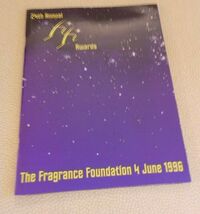 24th Annual
FiFi
Awards
The Fragrance Foundation 4 June 1996